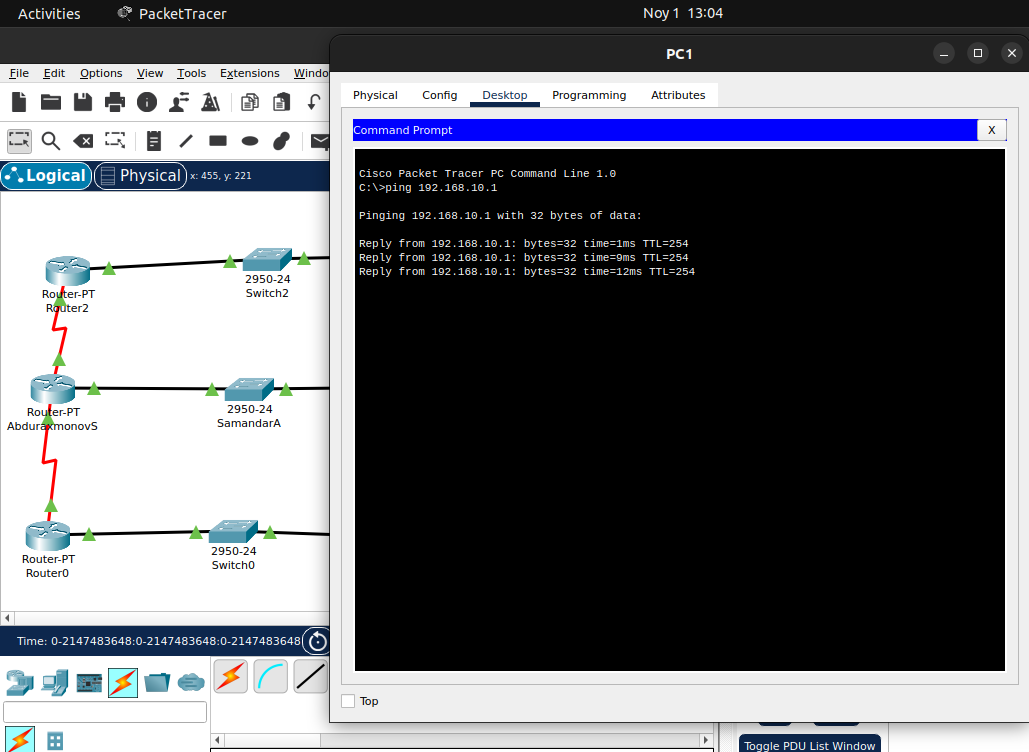 Activities
PacketTracer
Noy 1 13:04
PC1
File Edit Options View Tools Extensions Windo
Physical Config Desktop Programming Attributes
Command Prompt
X
Logical
Physical
x: 455, y: 221
Cisco Packet Tracer PC Command Line 1.0
C:\>ping 192.168.10.1
Pinging 192.168.10.1 with 32 bytes of data:
Reply from 192.168.10.1: bytes=32 time=1ms TTL=254
Reply from 192.168.10.1: bytes=32 time=9ms TTL=254
Reply from 192.168.10.1: bytes=32 time=12ms TTL=254
Router-PT
Router2
2950-24
Switch2
Router-PT
AbduraxmonovS
2950-24
SamandarA
Router-PT
Router0
2950-24
Switch0
Time: 0-2147483648:0-2147483648:0-2147483648
Top
Toggle PDU List Window